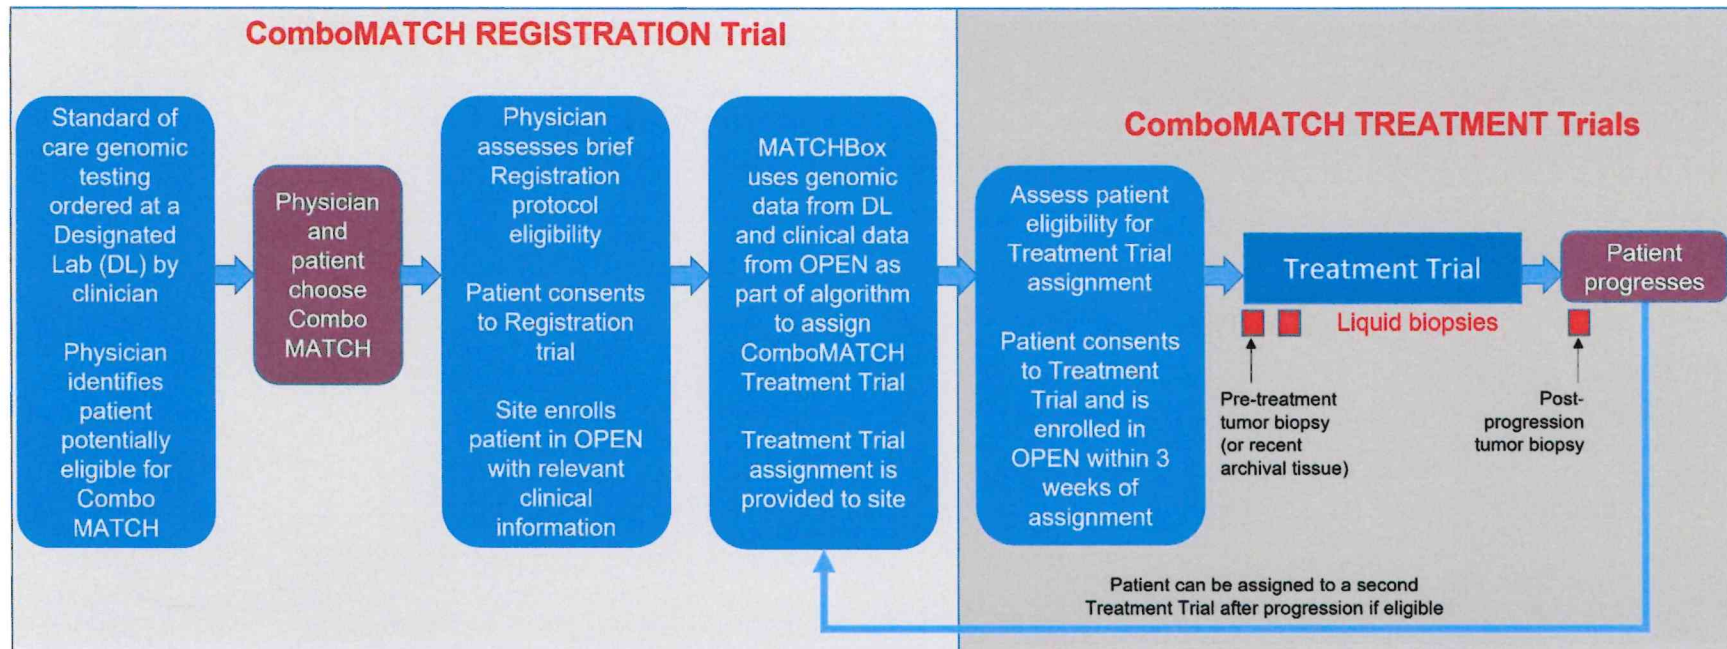 ComboMATCH REGISTRATION Trial
Standard of
care genomic
testing
ordered at a
Designated
Lab (DL) by
clinician
Physician
identifies
patient
potentially
eligible for
Combo
MATCH
Physician
and
patient
choose
Combo
MATCH
Physician
assesses brief
Registration
protocol
eligibility
Patient consents
to Registration
trial
Site enrolls
patient in OPEN
with relevant
clinical
information
MATCHBox
uses genomic
data from DL
and clinical data
from OPEN as
part of algorithm
to assign
ComboMATCH
Treatment Trial
Treatment Trial
assignment is
provided to site
ComboMATCH TREATMENT Trials
Assess patient
eligibility for
Treatment Trial
assignment
Patient consents
to Treatment
Trial and is
enrolled in
OPEN within 3
weeks of
assignment
Treatment Trial
Liquid biopsies
Pre-treatment
tumor biopsy
(or recent
archival tissue)
Post-
progression
tumor biopsy
Patient
progresses
Patient can be assigned to a second
Treatment Trial after progression if eligible